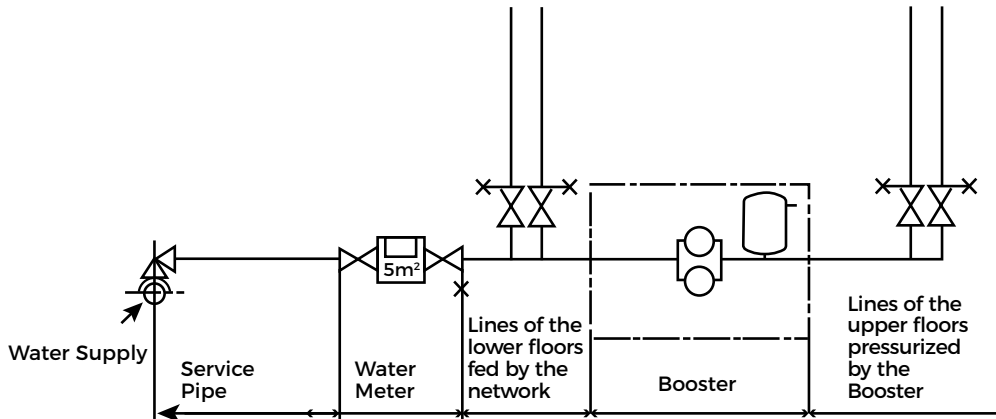 5m²
Water Supply
Service
Pipe
Water
Meter
Lines of the
lower floors
fed by the
network
Booster
Lines of the
upper floors
pressurized
by the
Booster